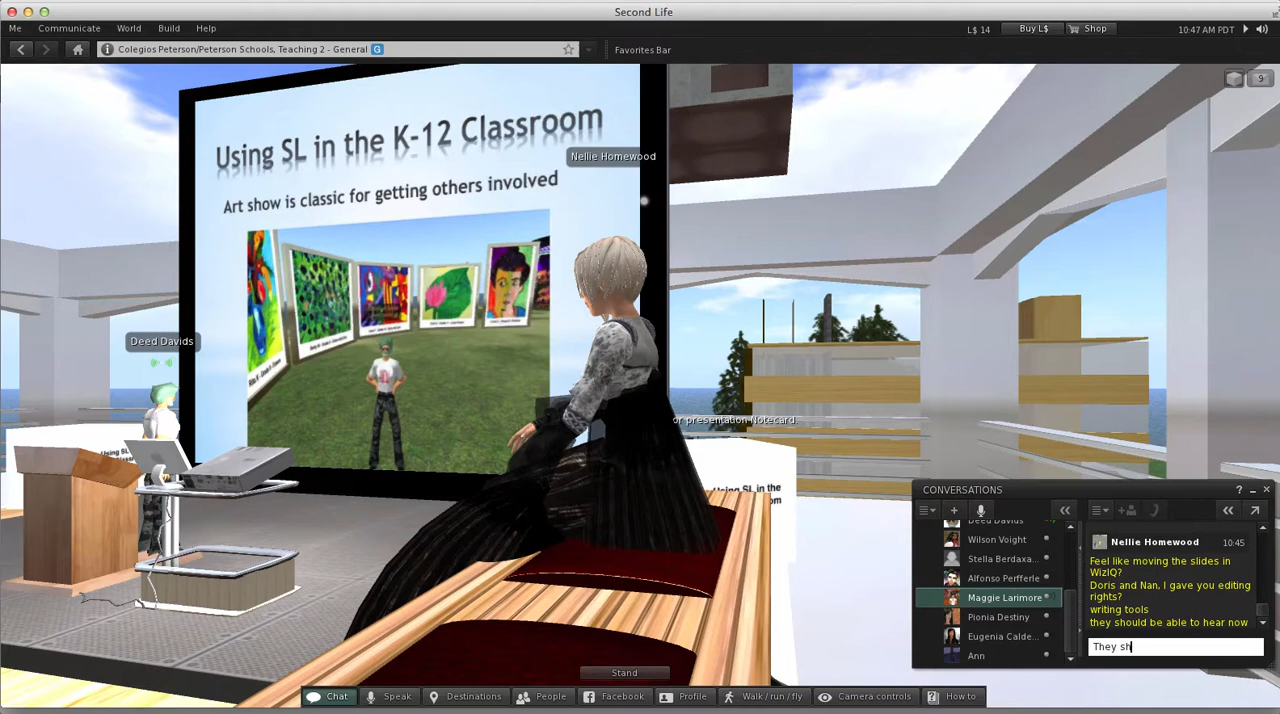 Second Life
Me Communicate World Build Help
L$ 14 Buy L$ Shop 10:47 AM PDT
Colegios Peterson/Peterson Schools, Teaching 2 - General G
Favorites Bar
9
Using SL in the K-12 Classroom
Nellie Homewood
Art show is classic for getting others involved
Deed Davids
or presentation Notecard
Using SL in the
CONVERSATIONS
Deed Davids
Wilson Voight
Stella Berdaxa...
Alfonso Perfferle
Maggie Larimore
Pionia Destiny
Eugenia Calde...
Ann
Nellie Homewood 10:45
Feel like moving the slides in
WizIQ?
Doris and Nan, I gave you editing
rights?
writing tools
they should be able to hear now
They sh
Stand
Chat Speak Destinations People Facebook Profile Walk / run / fly Camera controls How to